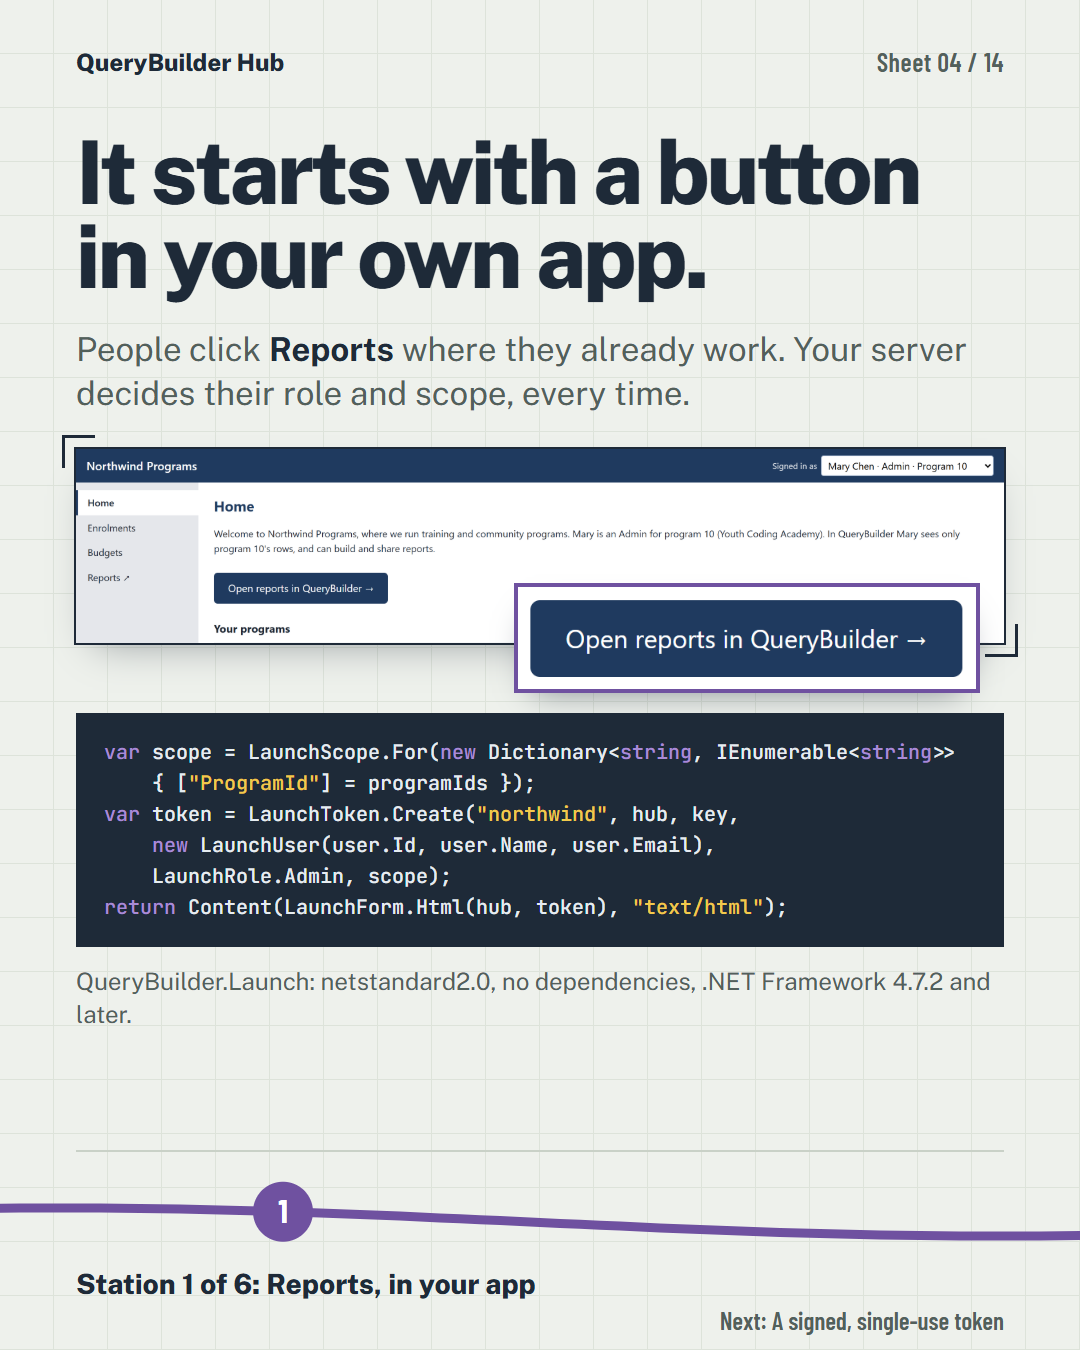 QueryBuilder Hub
Sheet 04 / 14
It starts with a button
in your own app.
People click Reports where they already work. Your server
decides their role and scope, every time.
Northwind Programs
Signed in as
Mary Chen · Admin · Program 10
Home
Enrolments
Budgets
Reports ↗
Home
Welcome to Northwind Programs, where we run training and community programs. Mary is an Admin for program 10 (Youth Coding Academy). In QueryBuilder Mary sees only
program 10's rows, and can build and share reports.
Open reports in QueryBuilder →
Your programs
Open reports in QueryBuilder →
var scope = LaunchScope.For(new Dictionary<string, IEnumerable<string>>
    { ["ProgramId"] = programIds });
var token = LaunchToken.Create("northwind", hub, key,
    new LaunchUser(user.Id, user.Name, user.Email),
    LaunchRole.Admin, scope);
return Content(LaunchForm.Html(hub, token), "text/html");
QueryBuilder.Launch: netstandard2.0, no dependencies, .NET Framework 4.7.2 and
later.
1
Station 1 of 6: Reports, in your app
Next: A signed, single-use token